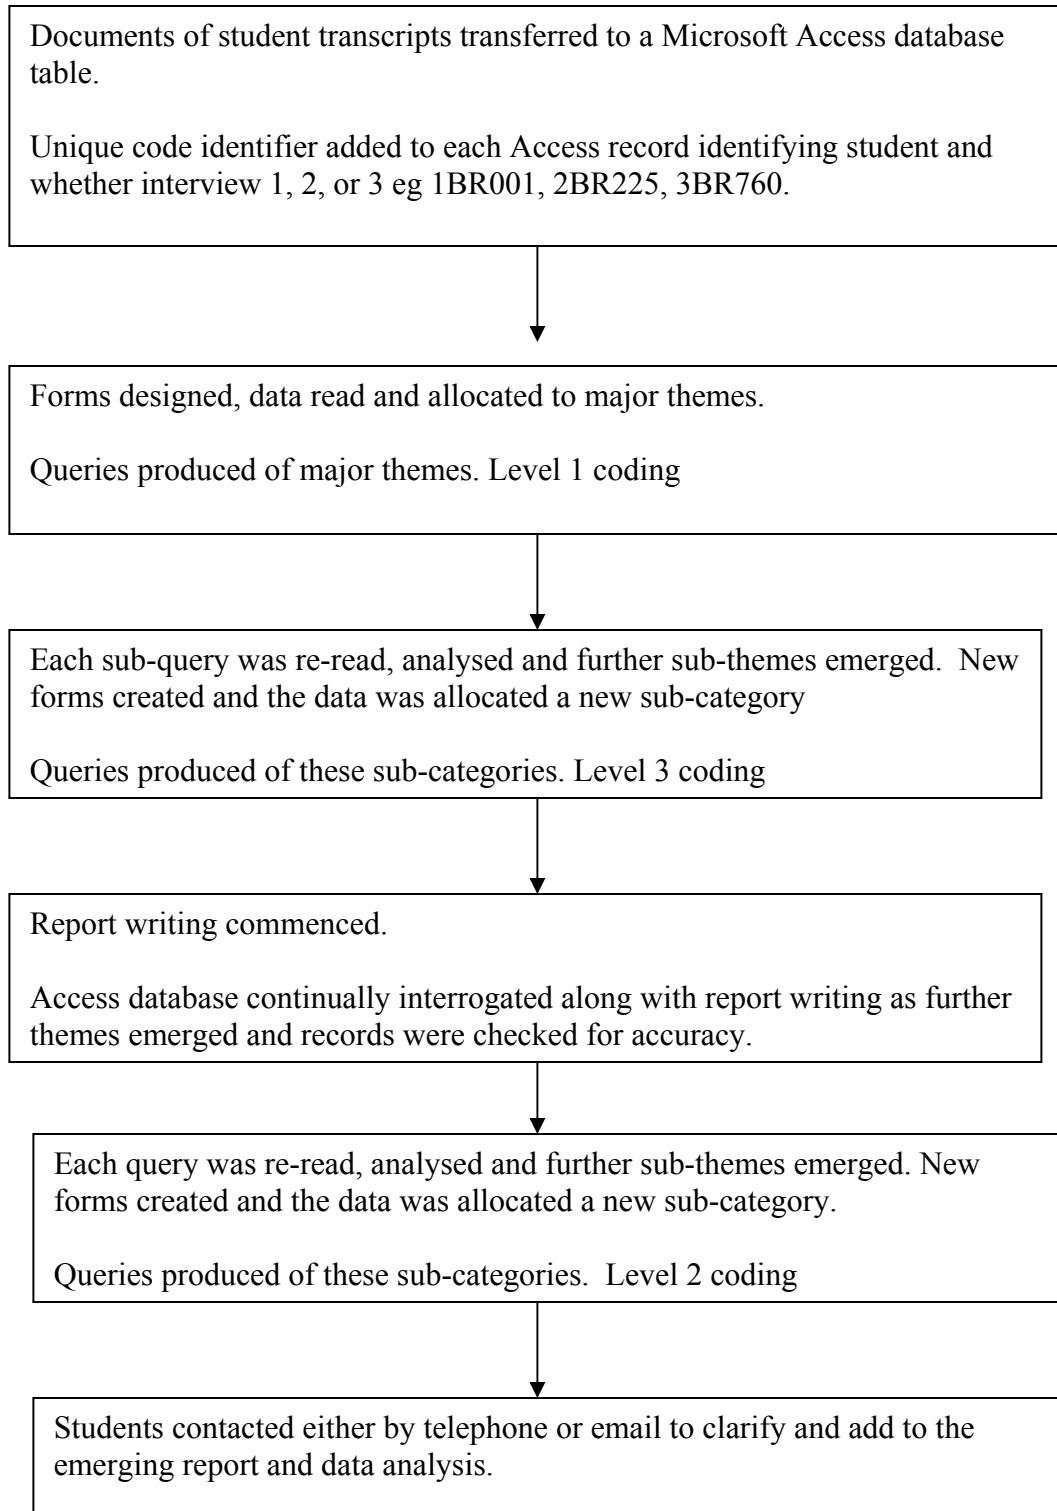 Documents of student transcripts transferred to a Microsoft Access database
table.
Unique code identifier added to each Access record identifying student and
whether interview 1, 2, or 3 eg 1BR001, 2BR225, 3BR760.
Forms designed, data read and allocated to major themes.
Queries produced of major themes. Level 1 coding
Each sub-query was re-read, analysed and further sub-themes emerged.  New
forms created and the data was allocated a new sub-category
Queries produced of these sub-categories. Level 3 coding
Report writing commenced.
Access database continually interrogated along with report writing as further
themes emerged and records were checked for accuracy.
Each query was re-read, analysed and further sub-themes emerged. New
forms created and the data was allocated a new sub-category.
Queries produced of these sub-categories.  Level 2 coding
Students contacted either by telephone or email to clarify and add to the
emerging report and data analysis.